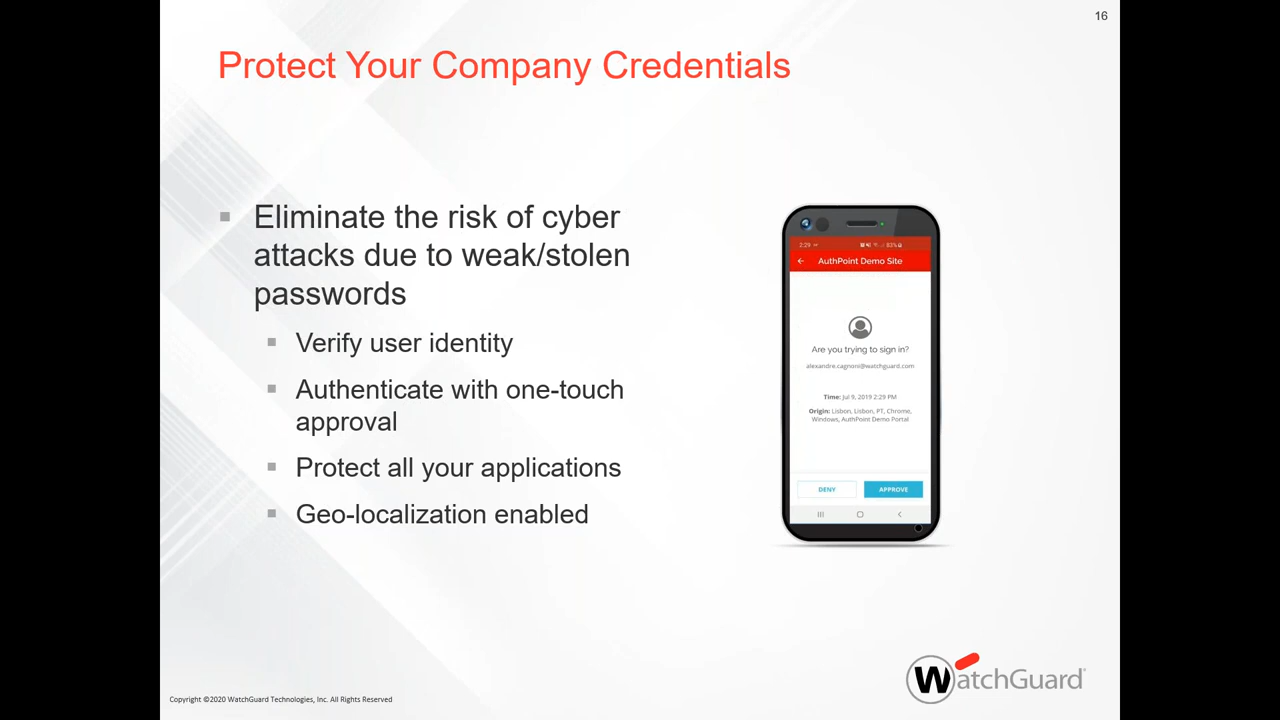 16
Protect Your Company Credentials
Eliminate the risk of cyber
attacks due to weak/stolen
passwords
Verify user identity
Authenticate with one-touch
approval
Protect all your applications
Geo-localization enabled
2:29
83%
AuthPoint Demo Site
Are you trying to sign in?
alexandre.cagnoni@watchguard.com
Time: Jul 9, 2019 2:29 PM
Origin: Lisbon, Lisbon, PT, Chrome,
Windows, AuthPoint Demo Portal
DENY APPROVE
WatchGuard
Copyright ©2020 WatchGuard Technologies, Inc. All Rights Reserved